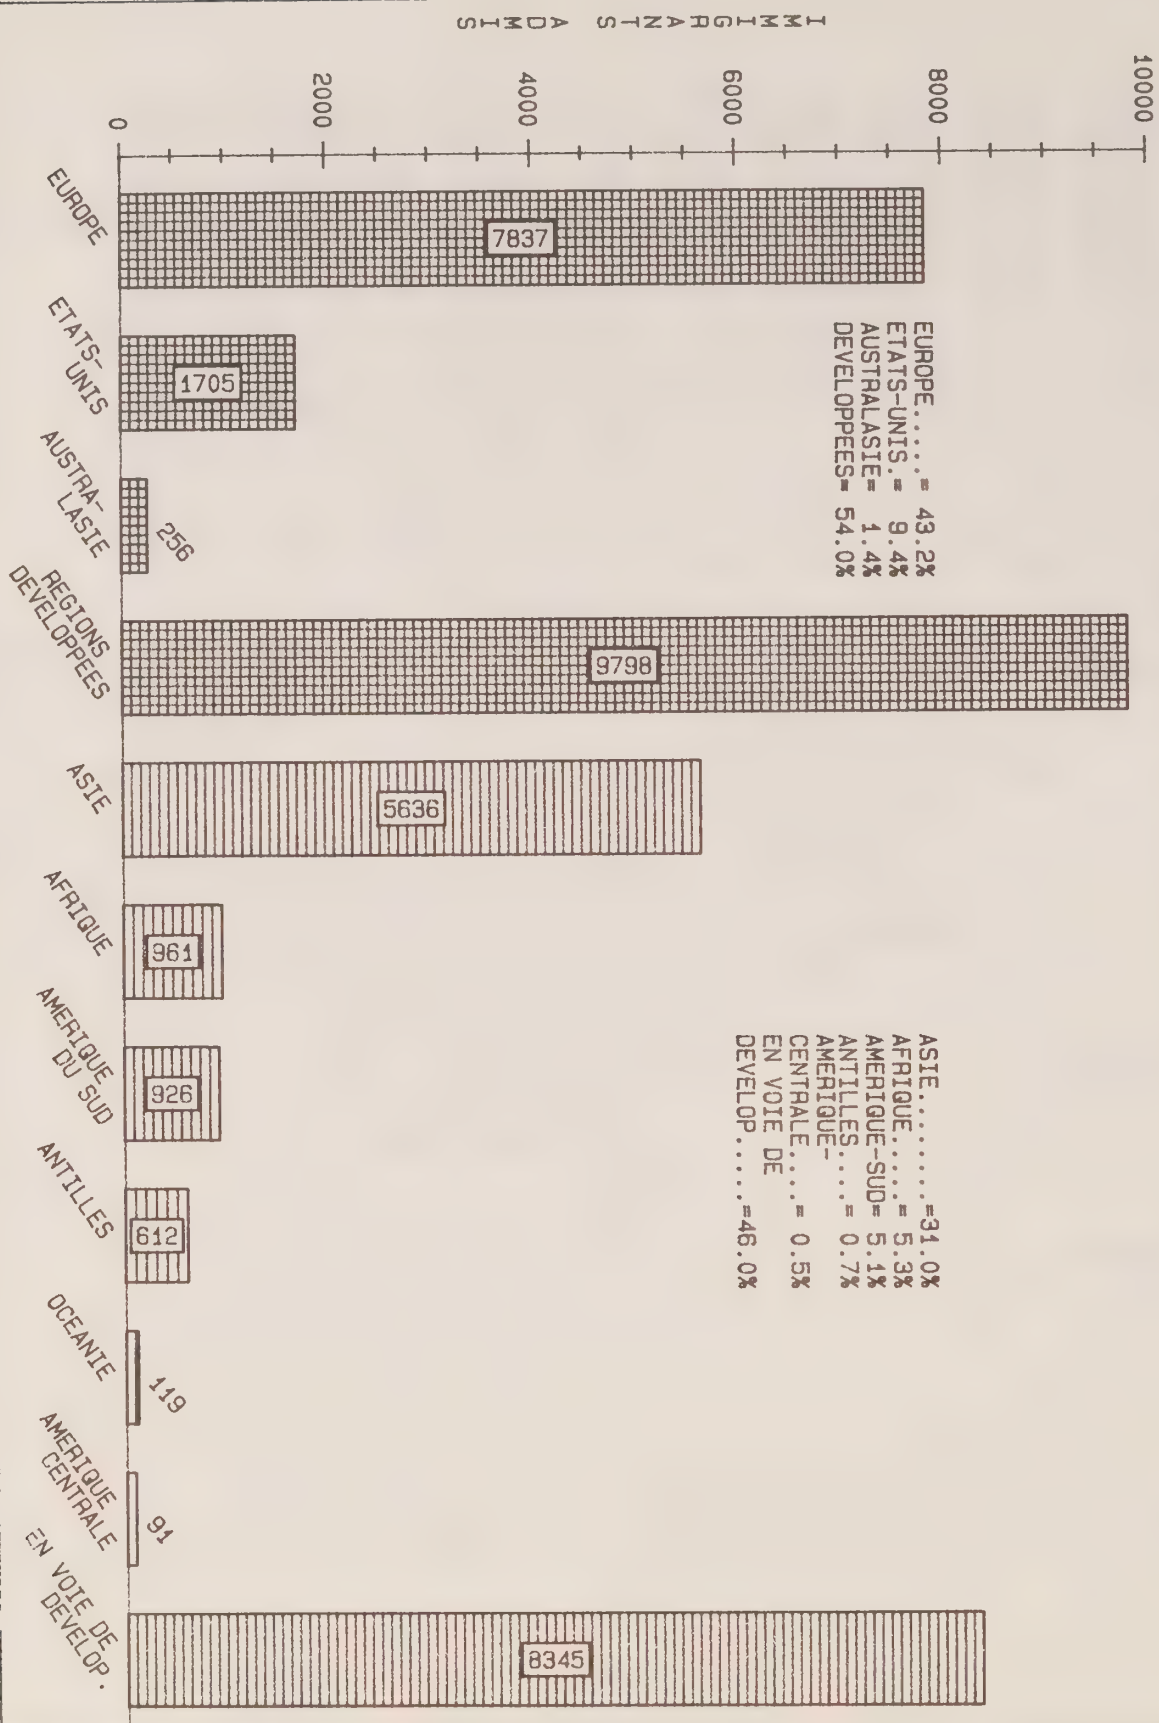 IMMIGRANTS ADMIS
10000
8000
6000
4000
2000
0
EUROPE
7837
ETATS-
UNIS
1705
AUSTRA-
LASIE
256
REGIONS
DEVELOPPEES
9798
ASIE
5636
AFRIQUE
961
AMERIQUE
DU SUD
926
ANTILLES
612
OCEANIE
119
AMERIQUE
CENTRALE
91
EN VOIE DE
DEVELOP.
8345
EUROPE.....= 43.2%
ETATS-UNIS.= 9.4%
AUSTRALASIE= 1.4%
DEVELOPPEES= 54.0%
ASIE........=31.0%
AFRIQUE.....= 5.3%
AMERIQUE-SUD= 5.1%
ANTILLES....= 0.7%
AMERIQUE-
CENTRALE....= 0.5%
EN VOIE DE
DEVELOP.....=46.0%